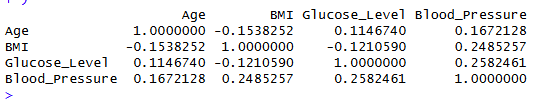 Age BMI Glucose_Level Blood_Pressure
Age 1.0000000 -0.1538252 0.1146740 0.1672128
BMI -0.1538252 1.0000000 -0.1210590 0.2485257
Glucose_Level 0.1146740 -0.1210590 1.0000000 0.2582461
Blood_Pressure 0.1672128 0.2485257 0.2582461 1.0000000
>